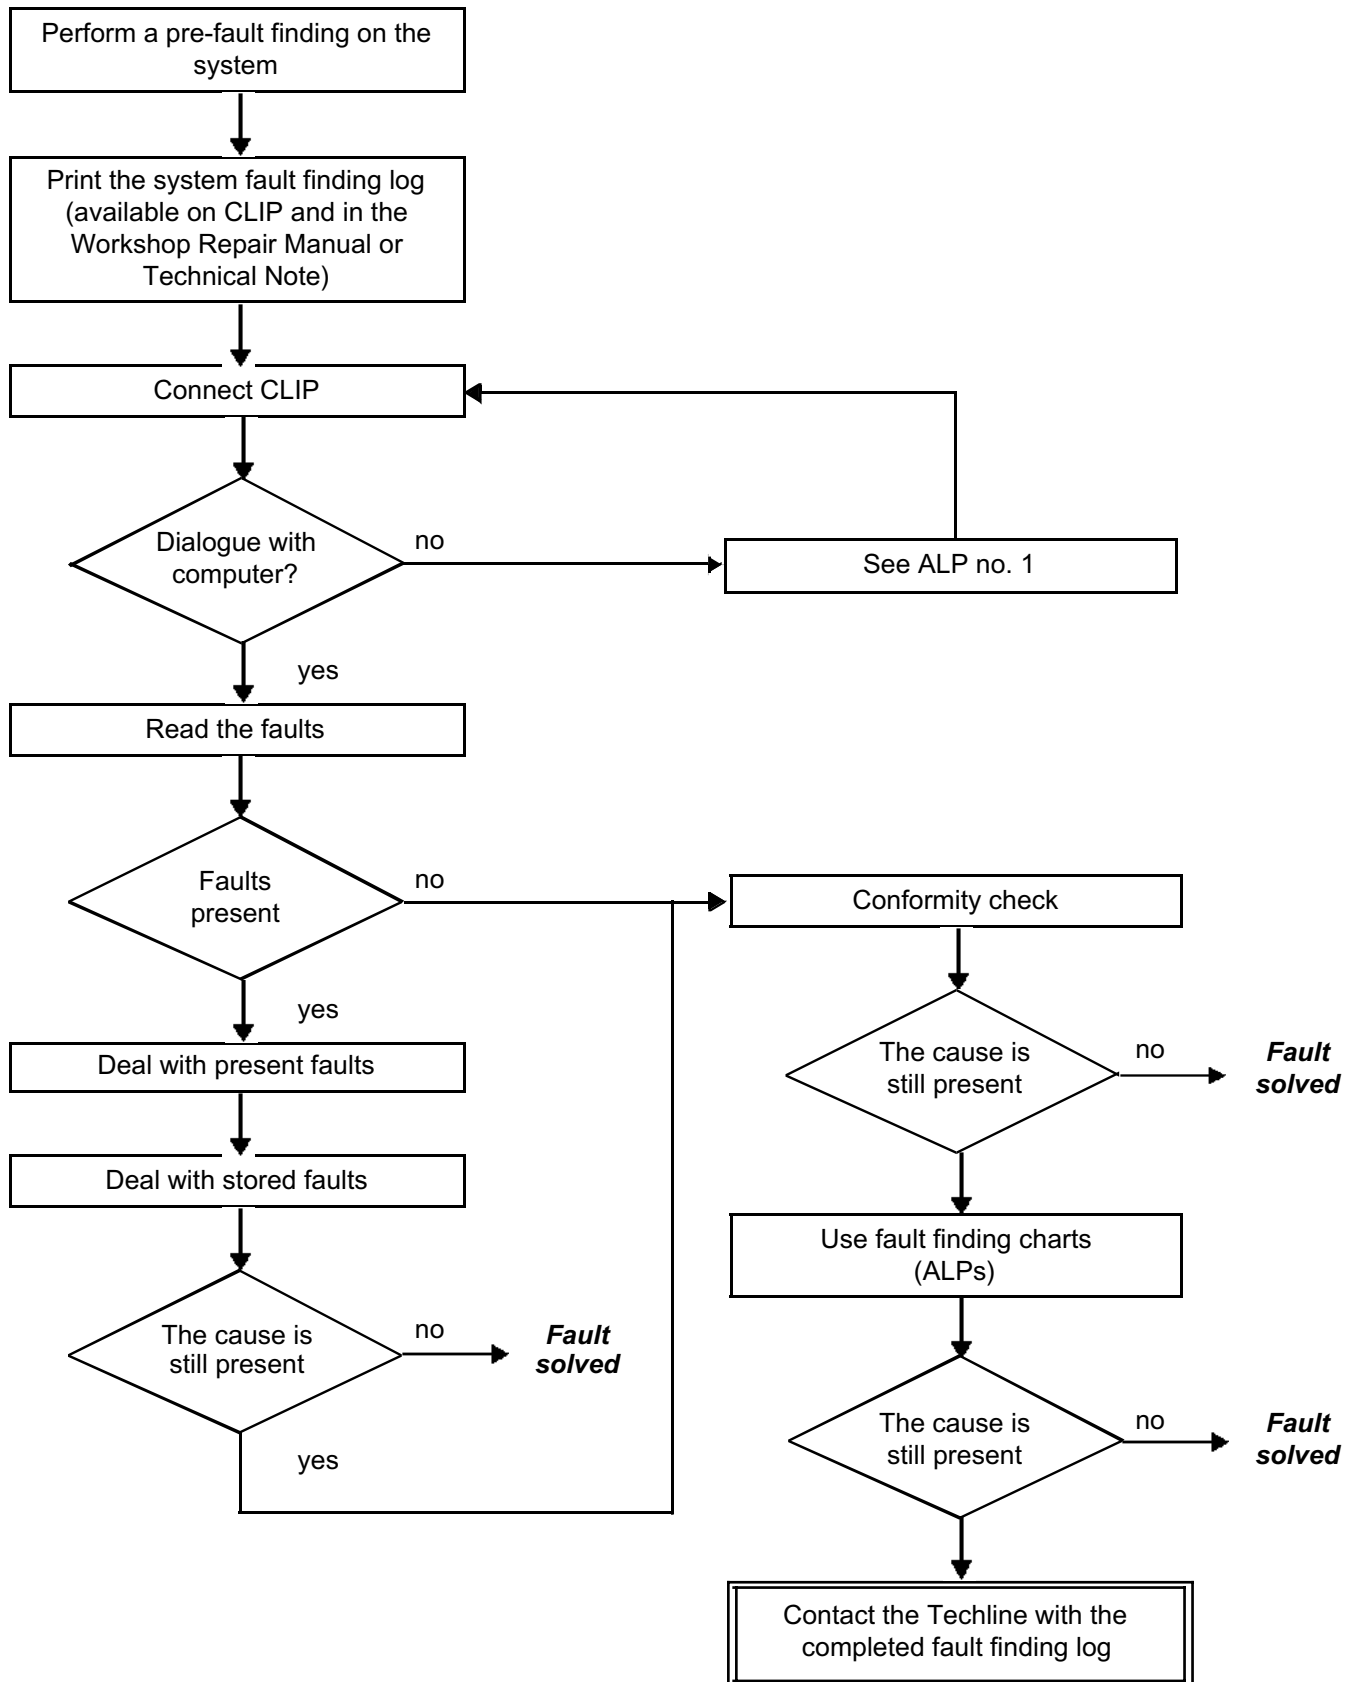 Perform a pre-fault finding on the
system
Print the system fault finding log
(available on CLIP and in the
Workshop Repair Manual or
Technical Note)
Connect CLIP
Dialogue with
computer?
no
See ALP no. 1
yes
Read the faults
Faults
present
no
Conformity check
yes
Deal with present faults
The cause is
still present
no
Fault
solved
Deal with stored faults
Use fault finding charts
(ALPs)
The cause is
still present
no
Fault
solved
yes
The cause is
still present
no
Fault
solved
Contact the Techline with the
completed fault finding log